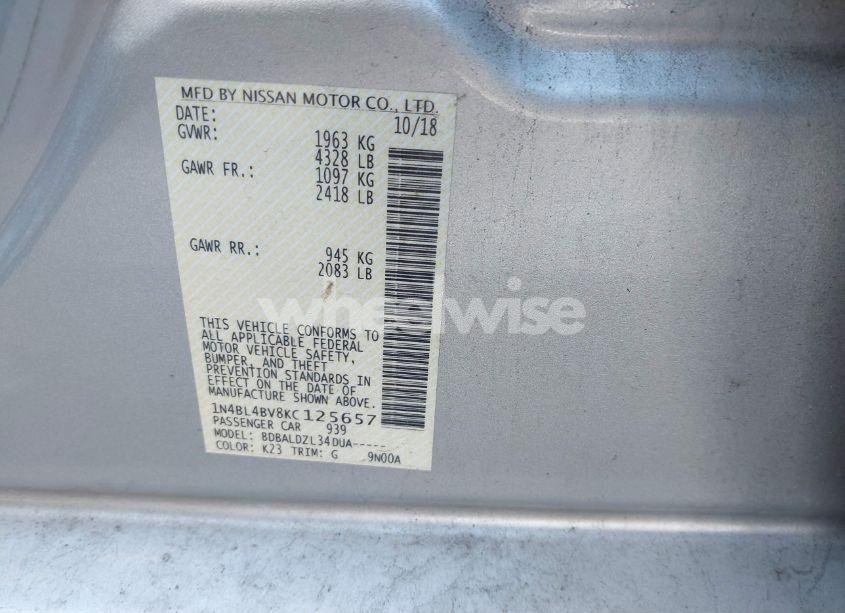 MFD BY NISSAN MOTOR CO., LTD.
DATE: 10/18
GVWR: 1963 KG
4328 LB
GAWR FR.: 1097 KG
2418 LB
GAWR RR.: 945 KG
2083 LB
wheelwise
THIS VEHICLE CONFORMS TO
ALL APPLICABLE FEDERAL
MOTOR VEHICLE SAFETY,
BUMPER, AND THEFT
PREVENTION STANDARDS IN
EFFECT ON THE DATE OF
MANUFACTURE SHOWN ABOVE.
1N4BL4BV8KC125657
PASSENGER CAR 939
MODEL: BDBALDZL34DUA-----
COLOR: K23 TRIM: G 9N00A